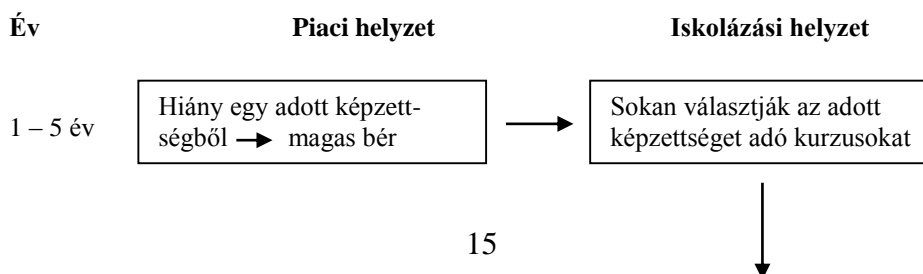 Év Piaci helyzet Iskolázási helyzet
1 – 5 év
Hiány egy adott képzett-
ségből → magas bér
Sokan választják az adott
képzettséget adó kurzusokat
15